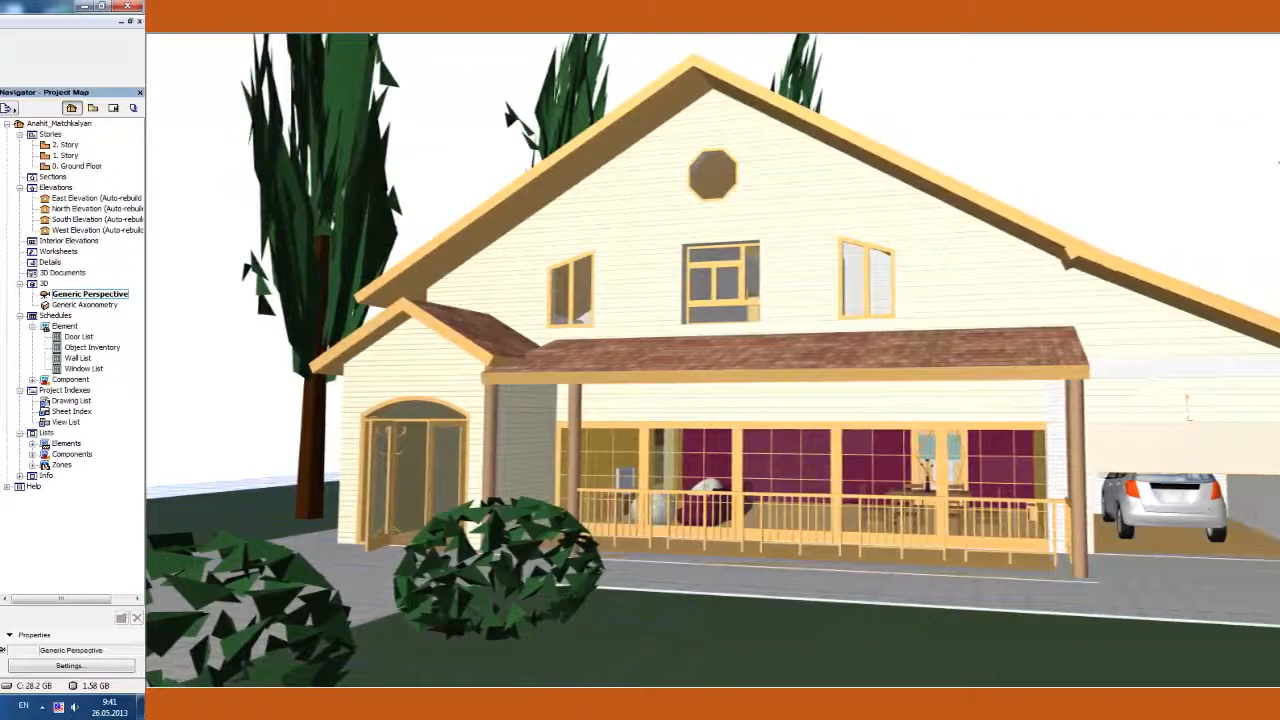 Navigator - Project Map
Anahit_Matchkalyan
Stories
2. Story
1. Story
0. Ground Floor
Sections
Elevations
East Elevation (Auto-rebuild
North Elevation (Auto-rebuil
South Elevation (Auto-rebuil
West Elevation (Auto-rebuild
Interior Elevations
Worksheets
Details
3D Documents
3D
Generic Perspective
Generic Axonometry
Schedules
Element
Door List
Object Inventory
Wall List
Window List
Component
Project Indexes
Drawing List
Sheet Index
View List
Lists
Elements
Components
Zones
Info
Help
Properties
Generic Perspective
Settings...
C: 28.2 GB
1.58 GB
EN
9:41
26.05.2013